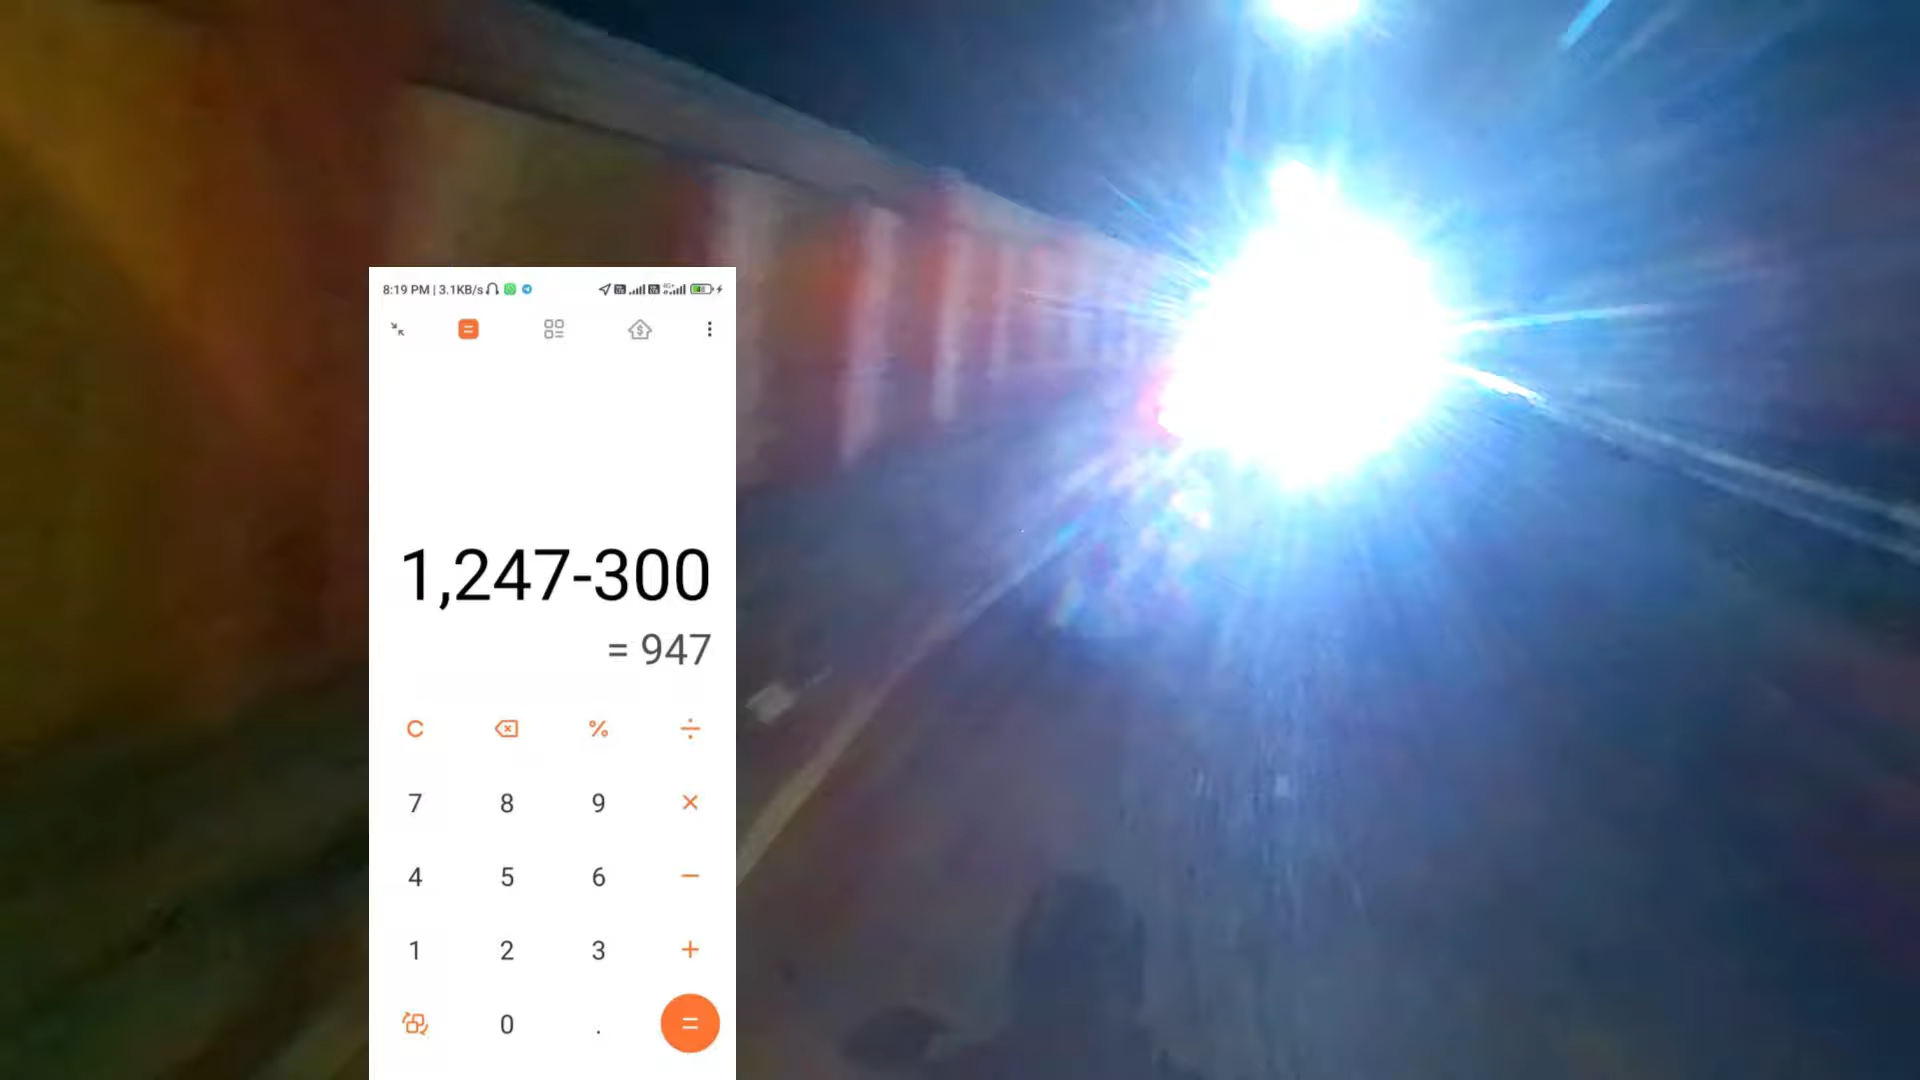 8:19 PM | 3.1KB/s
1,247-300
= 947
C % ÷
7 8 9 ×
4 5 6 −
1 2 3 +
0 . =